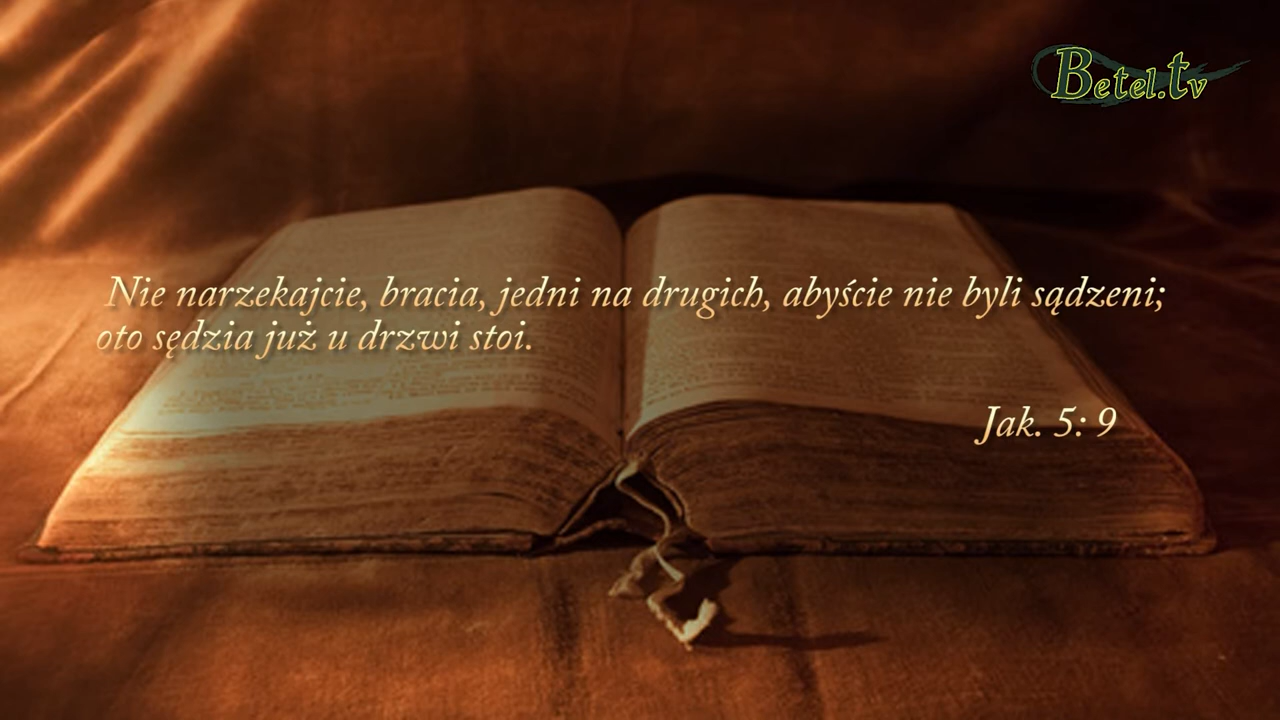 Betel.tv
Nie narzekajcie, bracia, jedni na drugich, abyście nie byli sądzeni;
oto sędzia już u drzwi stoi.
Jak. 5: 9